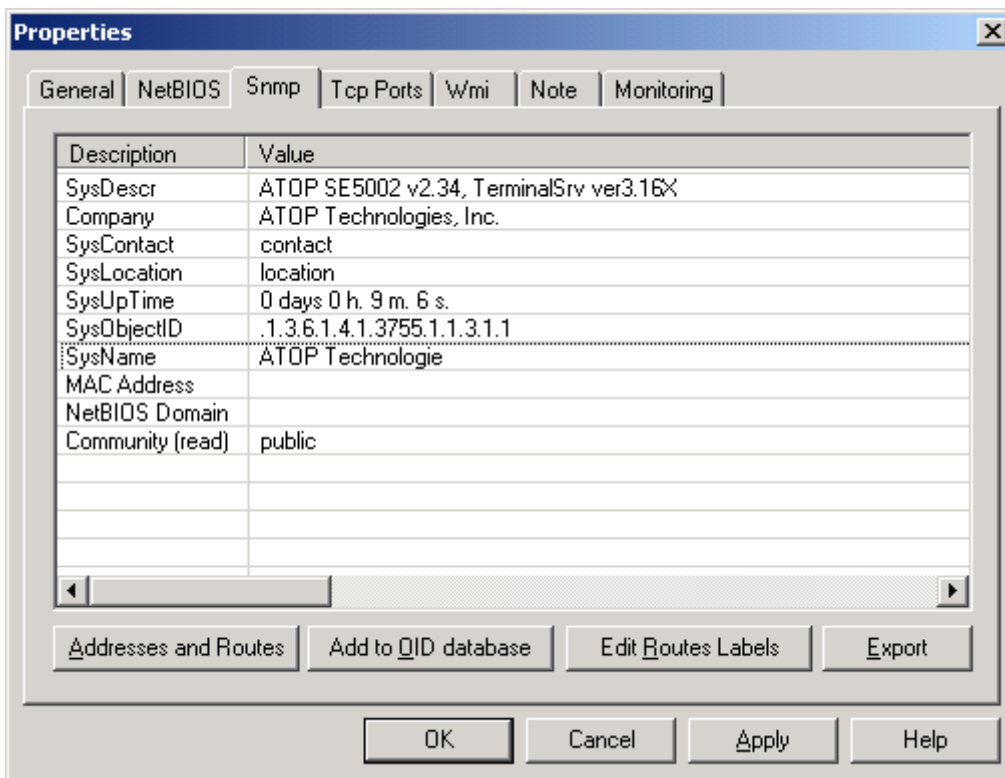 Properties
General NetBIOS Snmp Tcp Ports Wmi Note Monitoring
Description Value
SysDescr ATOP SE5002 v2.34, TerminalSrv ver3.16X
Company ATOP Technologies, Inc.
SysContact contact
SysLocation location
SysUpTime 0 days 0 h. 9 m. 6 s.
SysObjectID .1.3.6.1.4.1.3755.1.1.3.1.1
SysName ATOP Technologie
MAC Address
NetBIOS Domain
Community (read) public
Addresses and Routes Add to OID database Edit Routes Labels Export
OK Cancel Apply Help